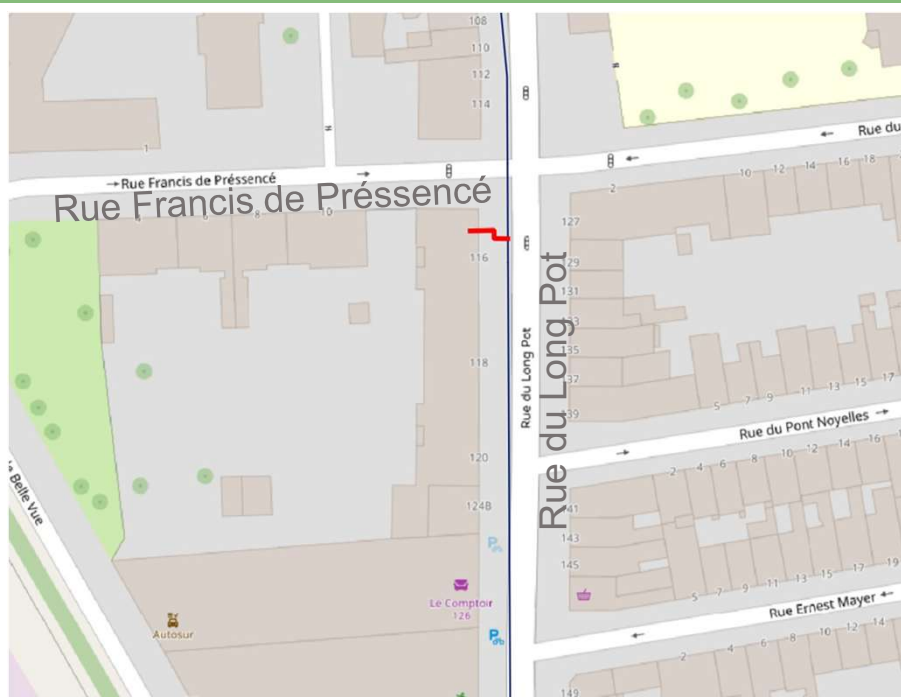 108
110
112
114
1
Rue du
→Rue Francis de Préssencé
Rue Francis de Préssencé
10 12 14 16 18
2
6 8 10
127
116
129
131
135
118
137
139
Rue du Long Pot
Rue du Long Pot
5 7 9 11 13 15 17
Rue du Pont Noyelles →
120
2 4 6 8 10 12 14 16
124B
141
143
145
Belle Vue
5 7 9 11 13 15 17 19
Le Comptoir
126
Autosur
Rue Ernest Mayer ←
2 4 6 8 10 12 14
149